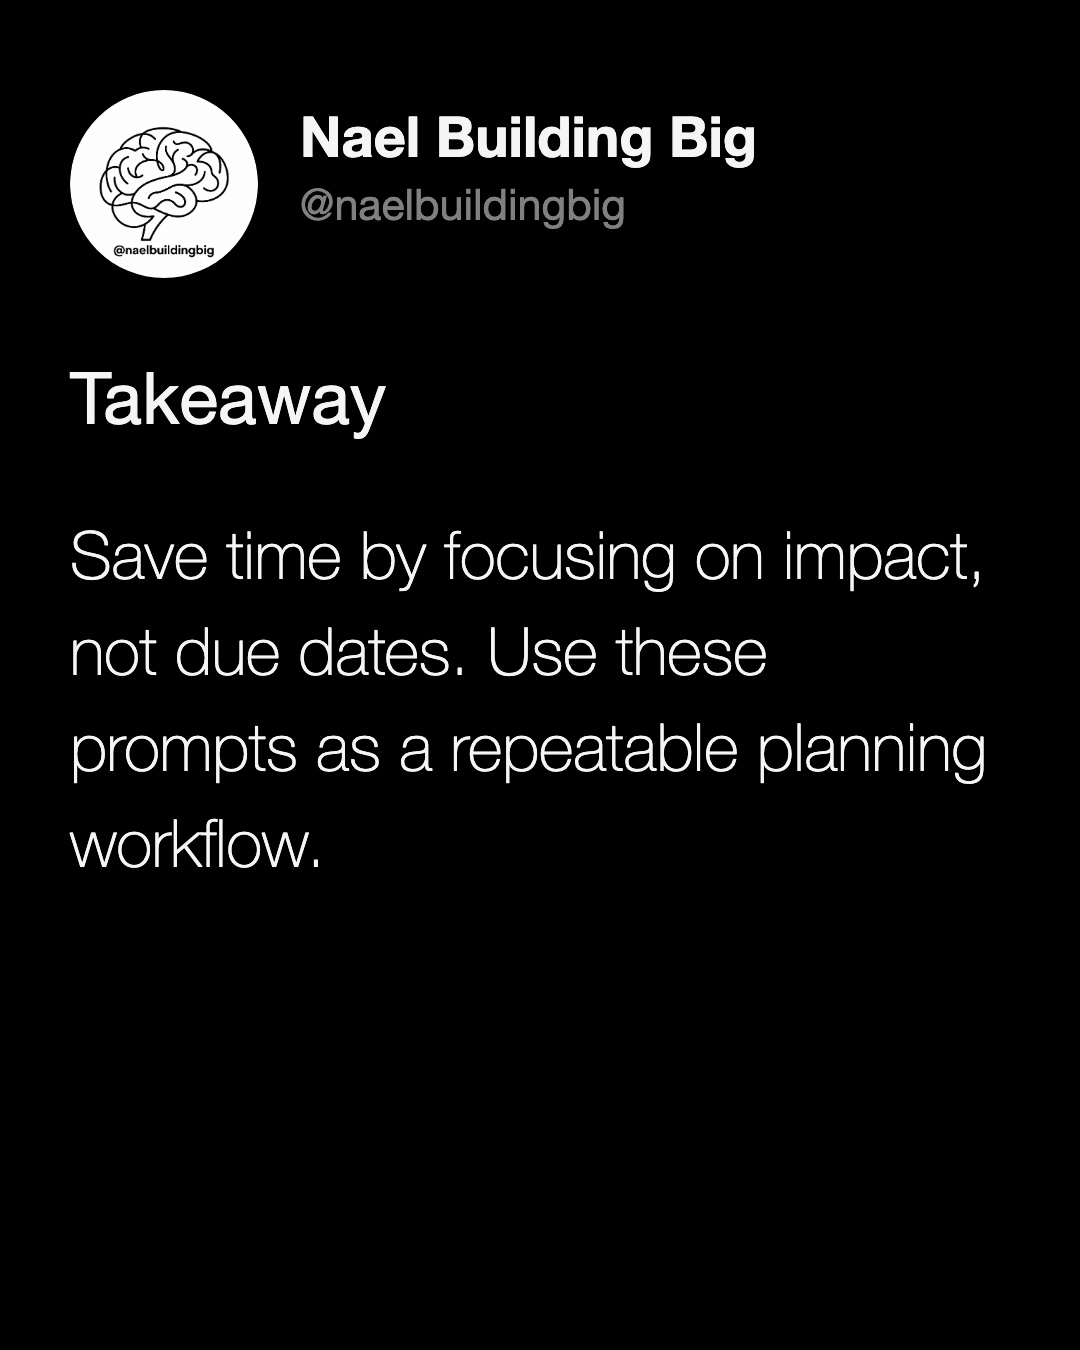 Nael Building Big
@naelbuildingbig
@naelbuildingbig
Takeaway
Save time by focusing on impact,
not due dates. Use these
prompts as a repeatable planning
workflow.